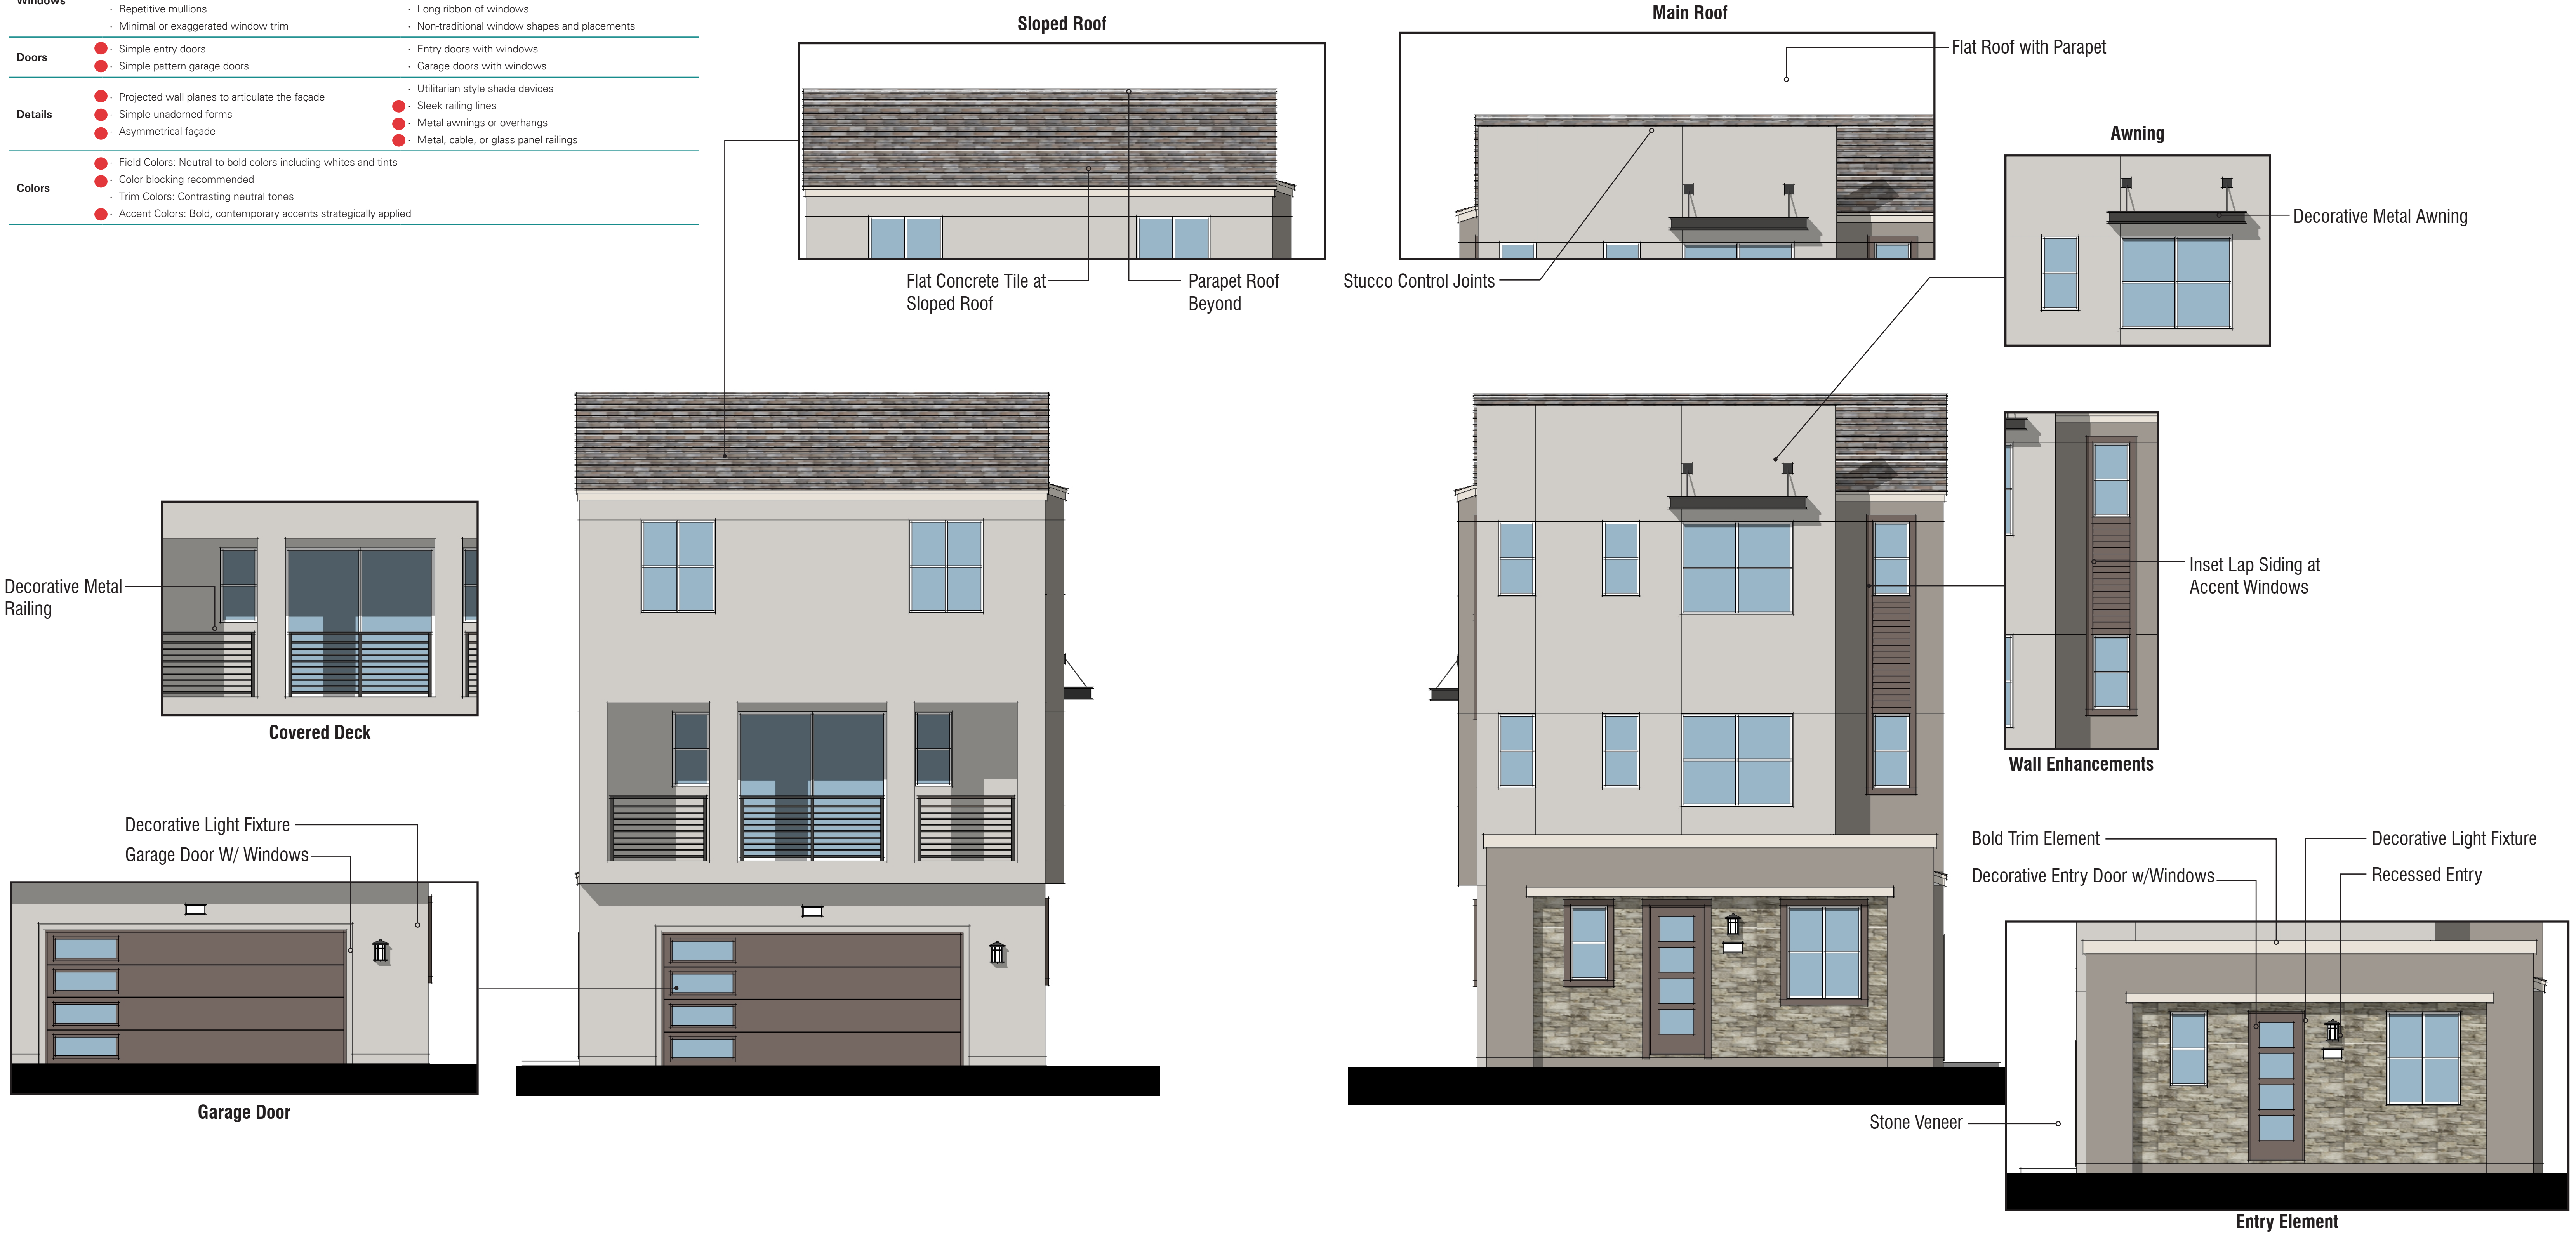 Windows
· Repetitive mullions
· Minimal or exaggerated window trim
· Long ribbon of windows
· Non-traditional window shapes and placements
Doors
· Simple entry doors
· Simple pattern garage doors
· Entry doors with windows
· Garage doors with windows
Details
· Projected wall planes to articulate the façade
· Simple unadorned forms
· Asymmetrical façade
· Utilitarian style shade devices
· Sleek railing lines
· Metal awnings or overhangs
· Metal, cable, or glass panel railings
Colors
· Field Colors: Neutral to bold colors including whites and tints
· Color blocking recommended
· Trim Colors: Contrasting neutral tones
· Accent Colors: Bold, contemporary accents strategically applied
Sloped Roof
Flat Concrete Tile at
Sloped Roof
Parapet Roof
Beyond
Main Roof
Flat Roof with Parapet
Stucco Control Joints
Awning
Decorative Metal Awning
Decorative Metal
Railing
Covered Deck
Inset Lap Siding at
Accent Windows
Wall Enhancements
Decorative Light Fixture
Garage Door W/ Windows
Garage Door
Bold Trim Element
Decorative Entry Door w/Windows
Decorative Light Fixture
Recessed Entry
Stone Veneer
Entry Element